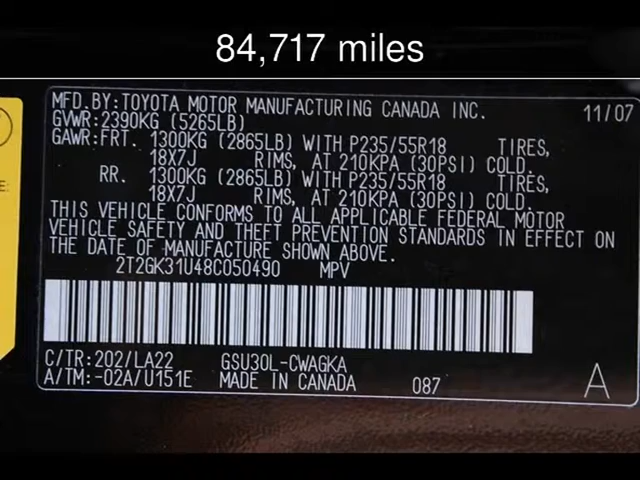 84,717 miles
MFD.BY:TOYOTA MOTOR MANUFACTURING CANADA INC. 11/07
GVWR:2390KG (5265LB)
GAWR:FRT. 1300KG (2865LB) WITH P235/55R18 TIRES,
18X7J RIMS, AT 210KPA (30PSI) COLD.
RR. 1300KG (2865LB) WITH P235/55R18 TIRES,
18X7J RIMS, AT 210KPA (30PSI) COLD.
THIS VEHICLE CONFORMS TO ALL APPLICABLE FEDERAL MOTOR
VEHICLE SAFETY AND THEFT PREVENTION STANDARDS IN EFFECT ON
THE DATE OF MANUFACTURE SHOWN ABOVE.
2T2GK31U48C050490 MPV
C/TR:202/LA22 GSU30L-CWAGKA
A/TM:-02A/U151E MADE IN CANADA 087 A